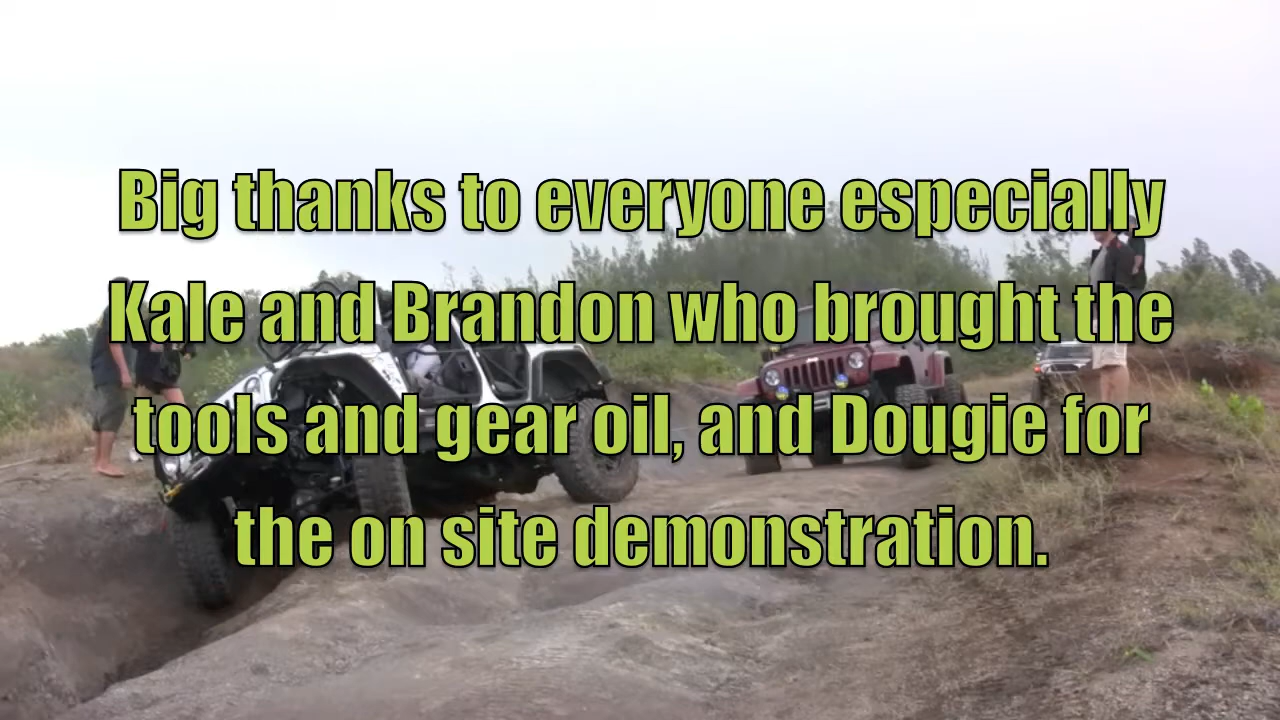 Big thanks to everyone especially
Kale and Brandon who brought the
tools and gear oil, and Dougie for
the on site demonstration.